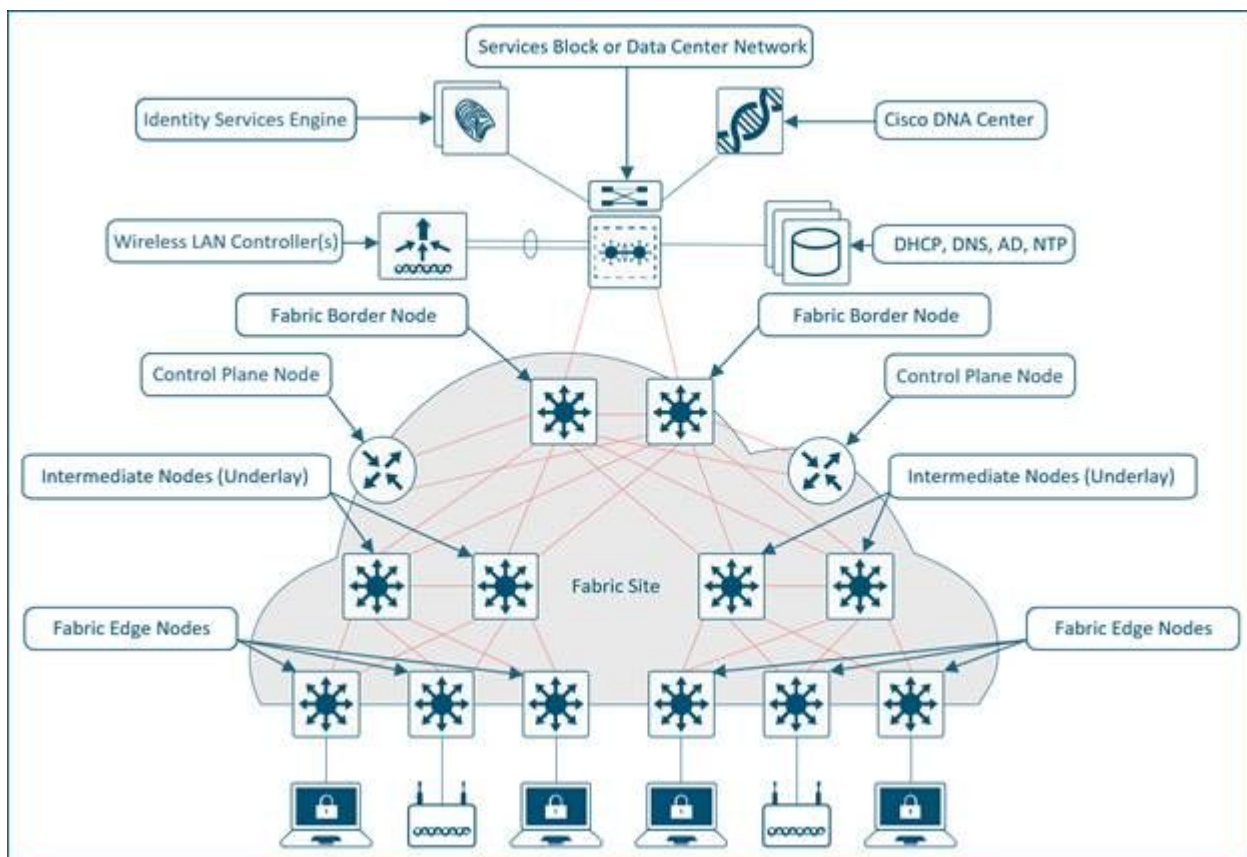 Services Block or Data Center Network
Identity Services Engine
Cisco DNA Center
Wireless LAN Controller(s)
DHCP, DNS, AD, NTP
Fabric Border Node
Fabric Border Node
Control Plane Node
Control Plane Node
Intermediate Nodes (Underlay)
Intermediate Nodes (Underlay)
Fabric Site
Fabric Edge Nodes
Fabric Edge Nodes